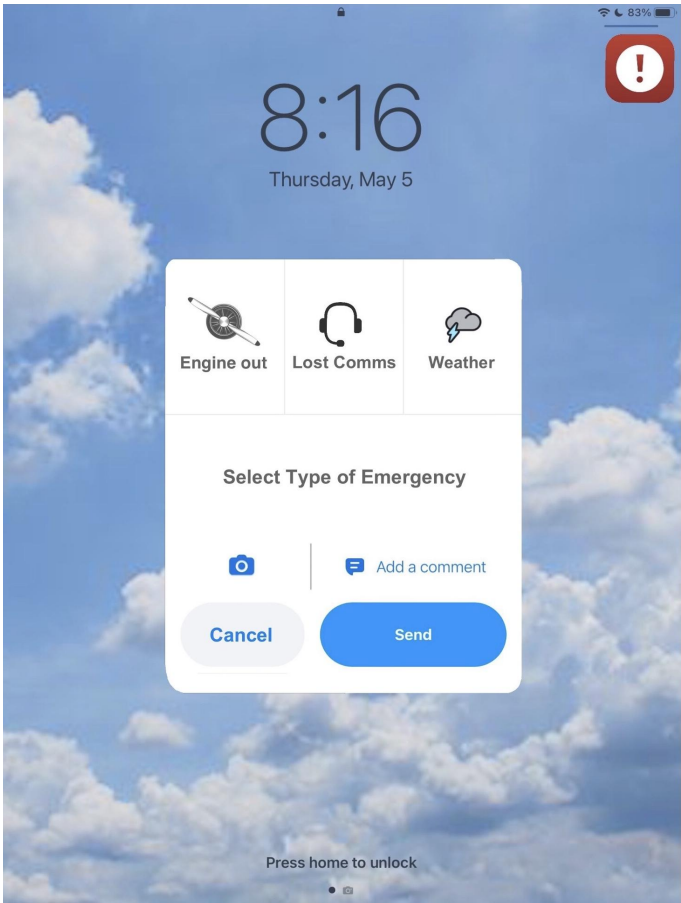 83%
!
8:16
Thursday, May 5
Engine out
Lost Comms
Weather
Select Type of Emergency
Add a comment
Cancel
Send
Press home to unlock